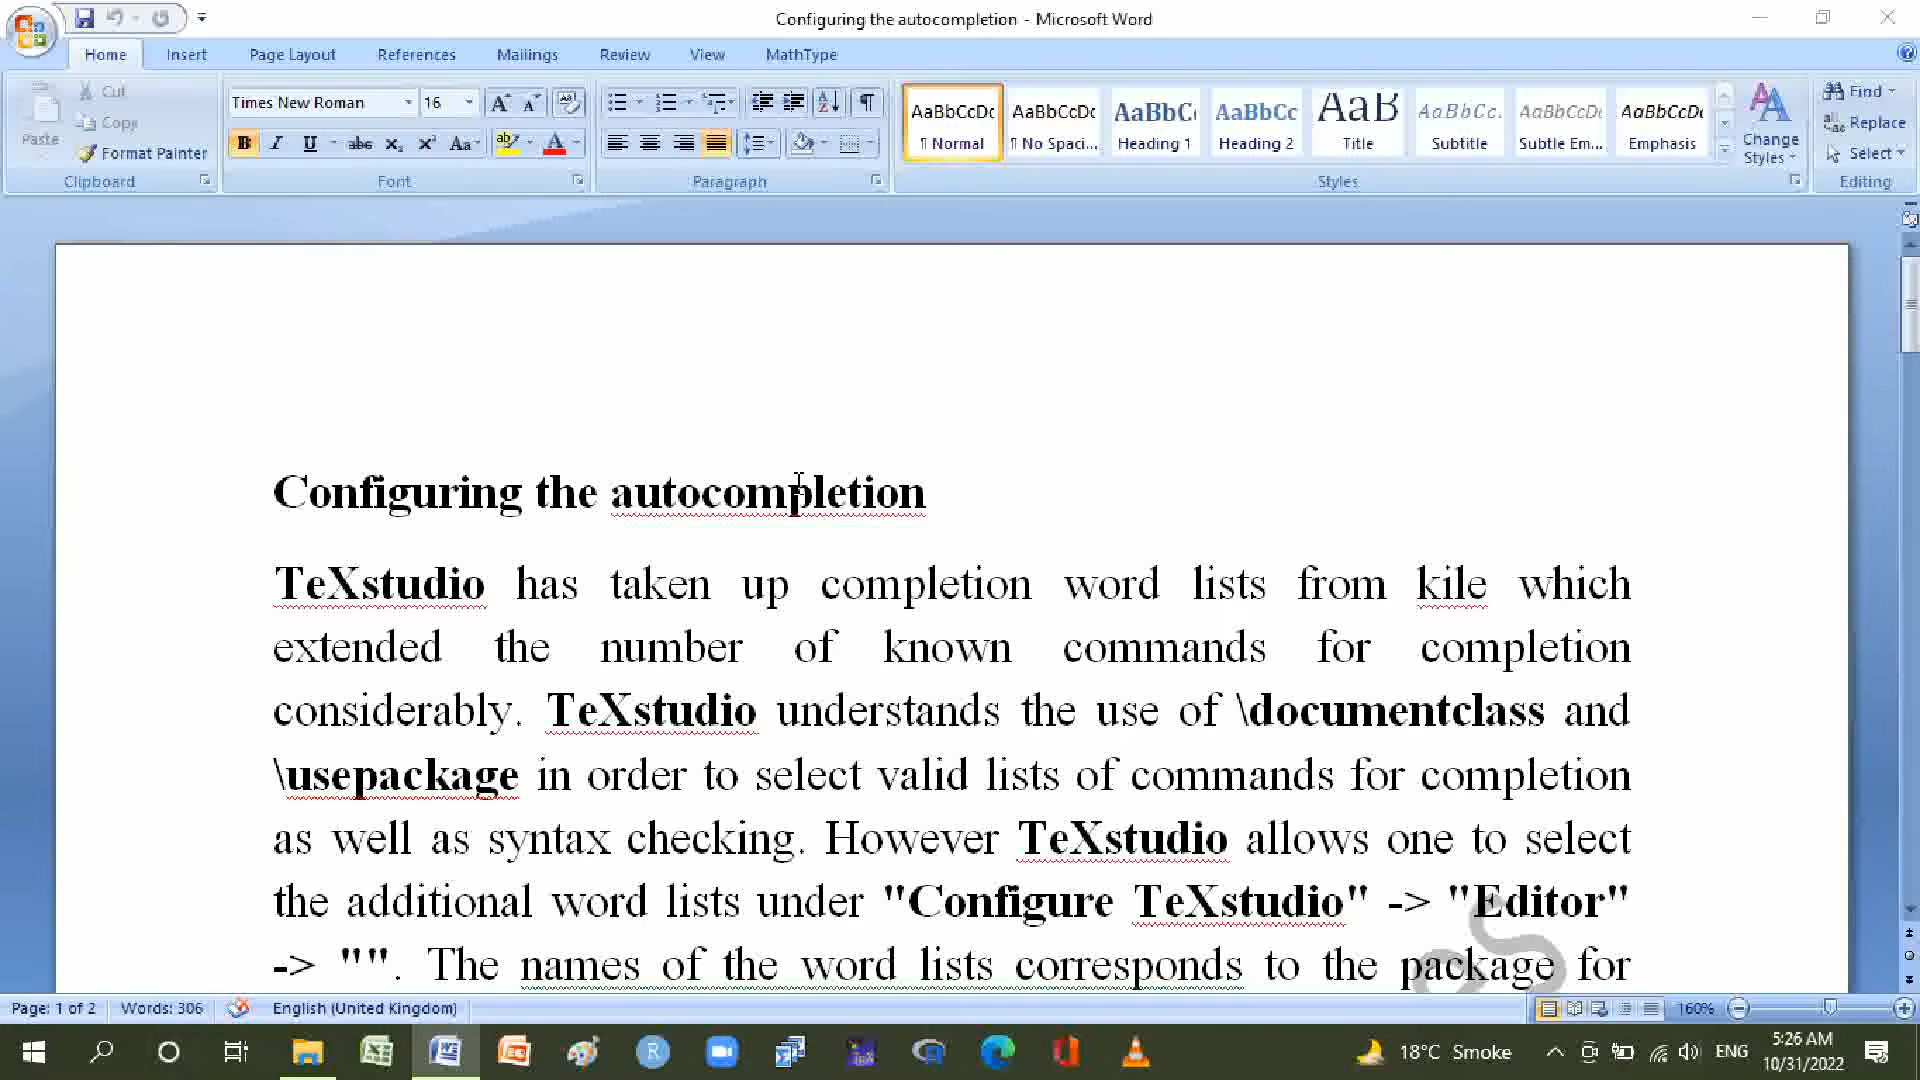 Configuring the autocompletion - Microsoft Word
Home Insert Page Layout References Mailings Review View MathType
Paste
Cut
Copy
Format Painter
Clipboard
Times New Roman 16
Font
Paragraph
AaBbCcDc AaBbCcDc AaBbC AaBbCc AaB AaBbCc. AaBbCcDc AaBbCcDc
¶ Normal ¶ No Spaci... Heading 1 Heading 2 Title Subtitle Subtle Em... Emphasis
Change Styles
Styles
Find
Replace
Select
Editing
Configuring the autocompletion
TeXstudio has taken up completion word lists from kile which
extended the number of known commands for completion
considerably. TeXstudio understands the use of \documentclass and
\usepackage in order to select valid lists of commands for completion
as well as syntax checking. However TeXstudio allows one to select
the additional word lists under "Configure TeXstudio" -> "Editor"
-> "". The names of the word lists corresponds to the package for
Page: 1 of 2 Words: 306 English (United Kingdom) 160%
18°C Smoke ENG 5:26 AM
10/31/2022